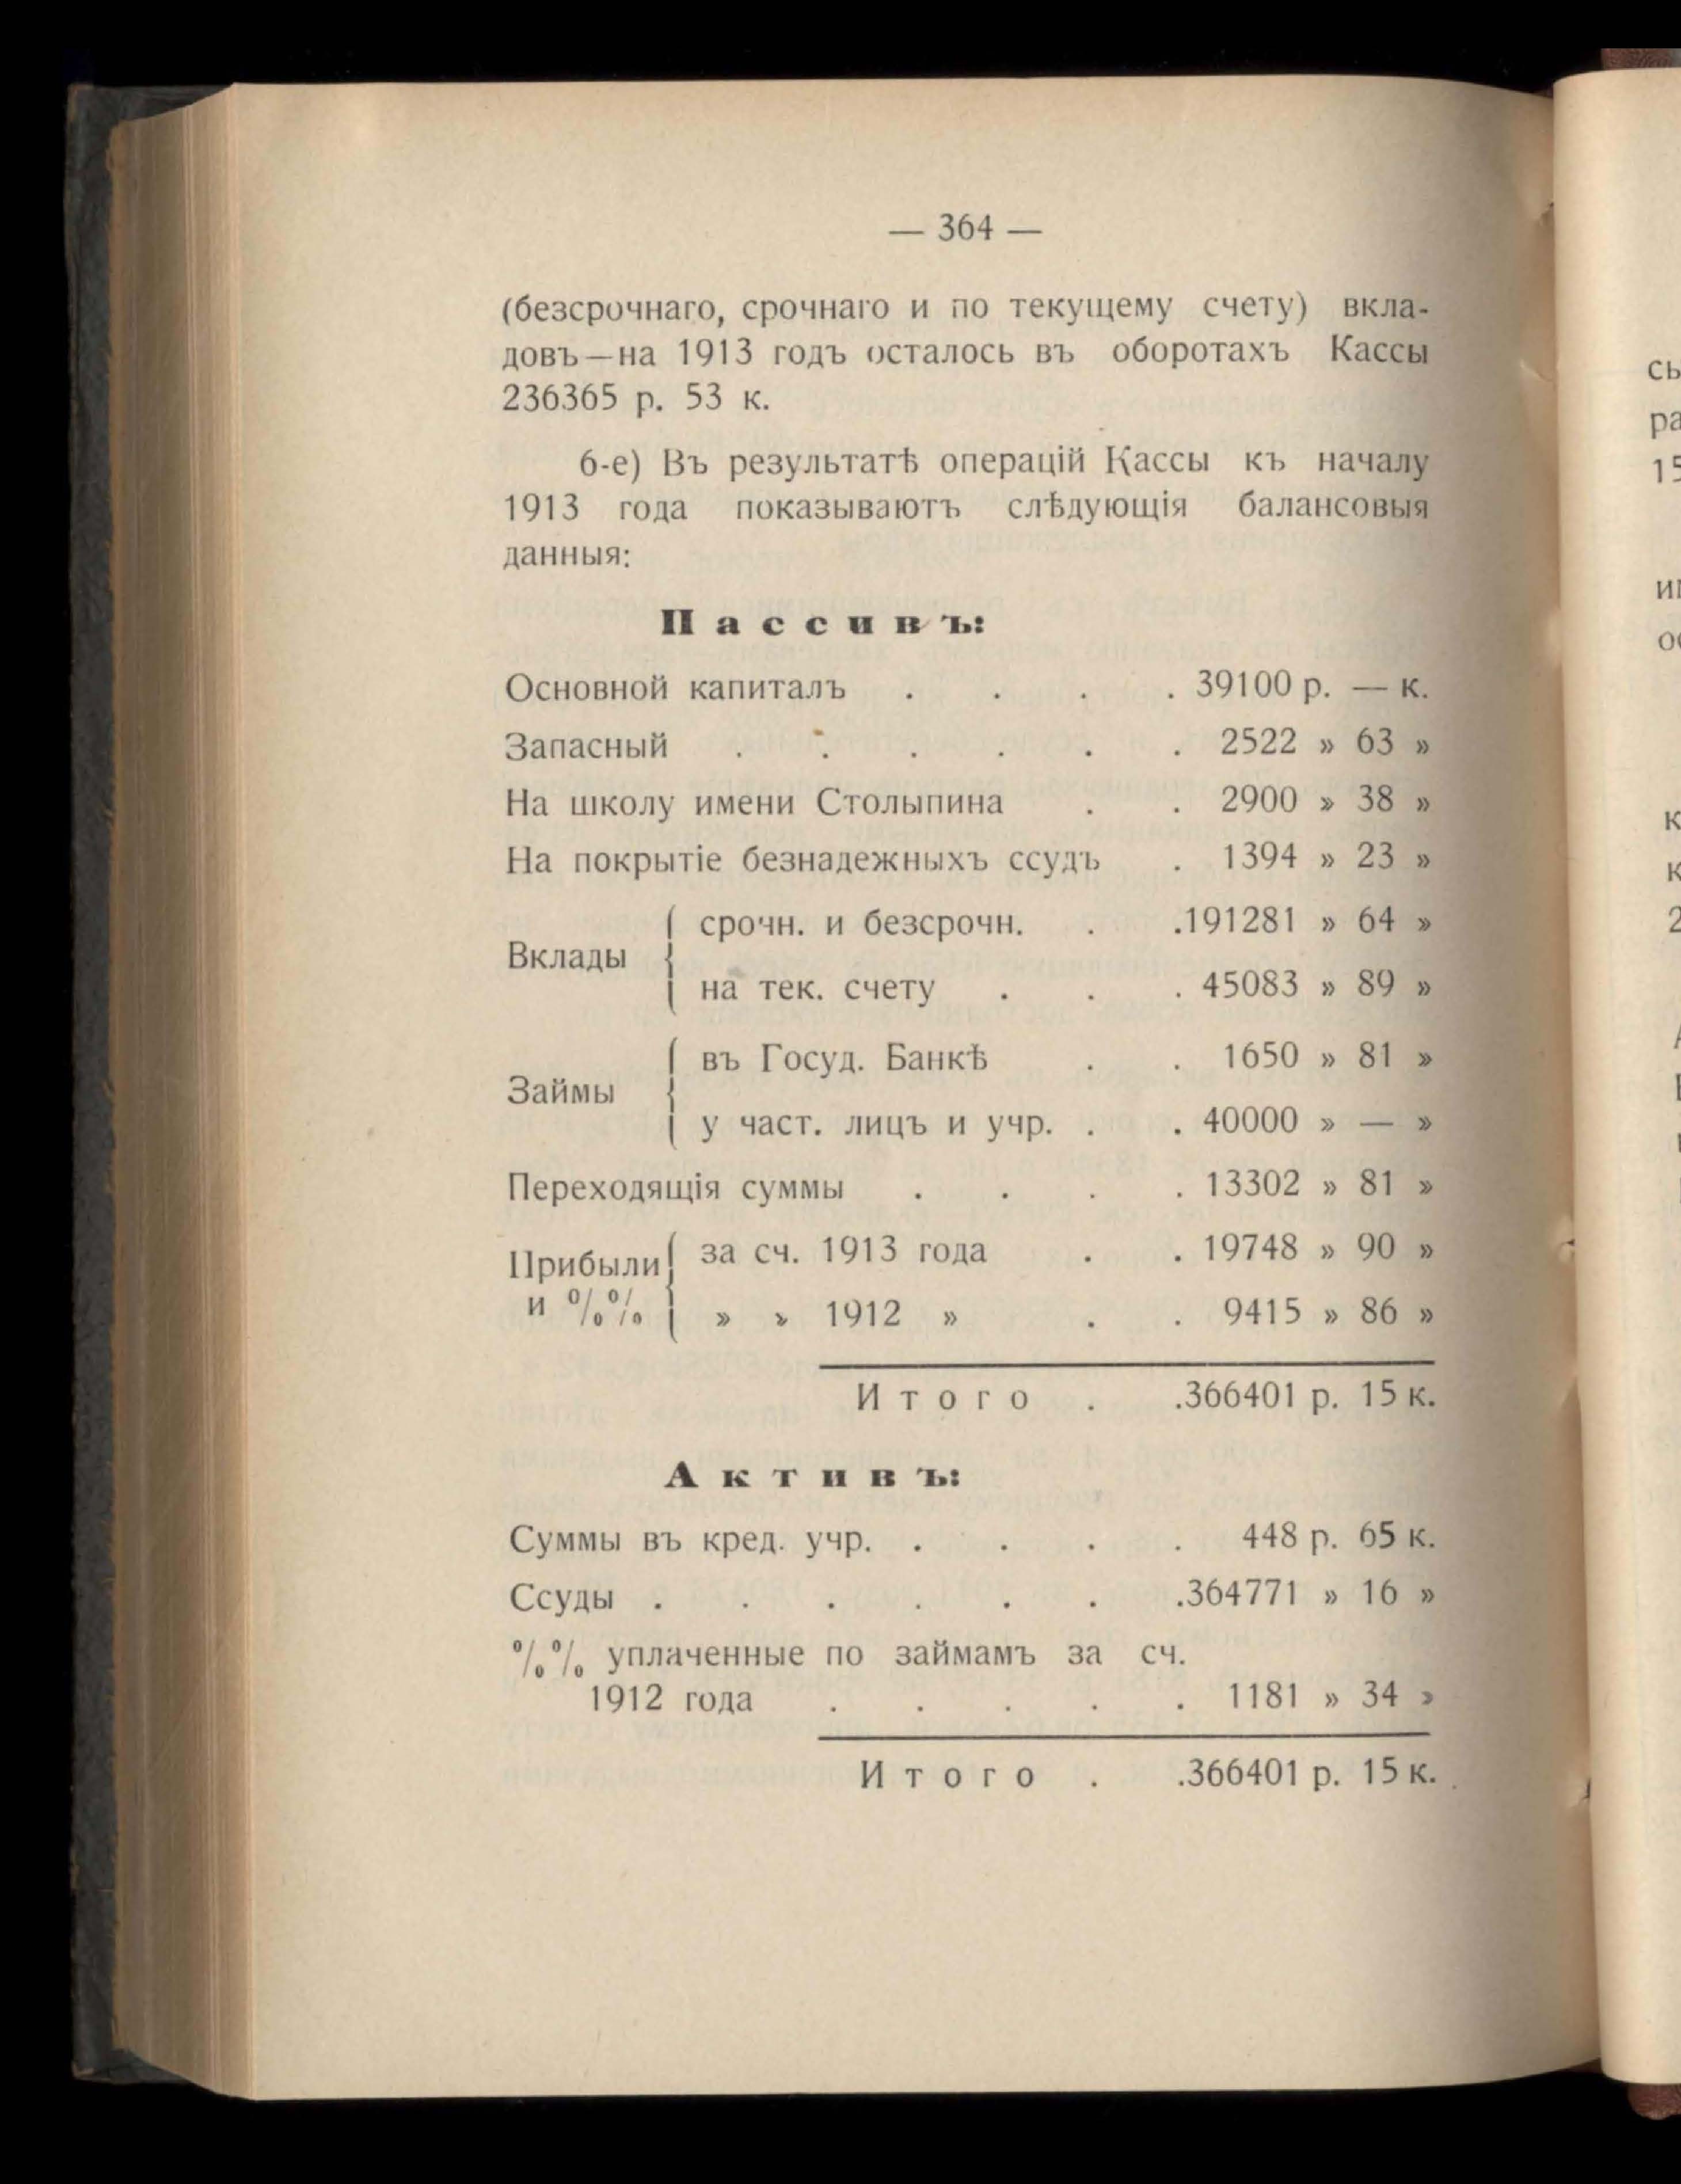 — 364 —
(безсрочнаго, срочнаго и по текущему счету) вкла-
довъ—на 1913 годъ осталось въ оборотахъ Кассы
236365 р. 53 к.
6-е) Въ результатѣ операцій Кассы къ началу
1913 года показываютъ слѣдующія балансовыя
данныя:
Пассивъ:
Основной капиталъ . . . . 39100 р. — к.
Запасный . . . . . . 2522 » 63 »
На школу имени Столыпина . . 2900 » 38 »
На покрытіе безнадежныхъ ссудъ . 1394 » 23 »
Вклады { срочн. и безсрочн. . .191281 » 64 »
на тек. счету . . . 45083 » 89 »
Займы { въ Госуд. Банкѣ . . 1650 » 81 »
у част. лицъ и учр. . . 40000 » — »
Переходящія суммы . . . . 13302 » 81 »
Прибыли { за сч. 1913 года . . 19748 » 90 »
и %% » » 1912 » . . 9415 » 86 »
Итого . .366401 р. 15 к.
Активъ:
Суммы въ кред. учр. . . . . 448 р. 65 к.
Ссуды . . . . . . .364771 » 16 »
%% уплаченные по займамъ за сч.
1912 года . . . . . 1181 » 34 »
Итого . .366401 р. 15 к.
сь
ра
15
к
к
2